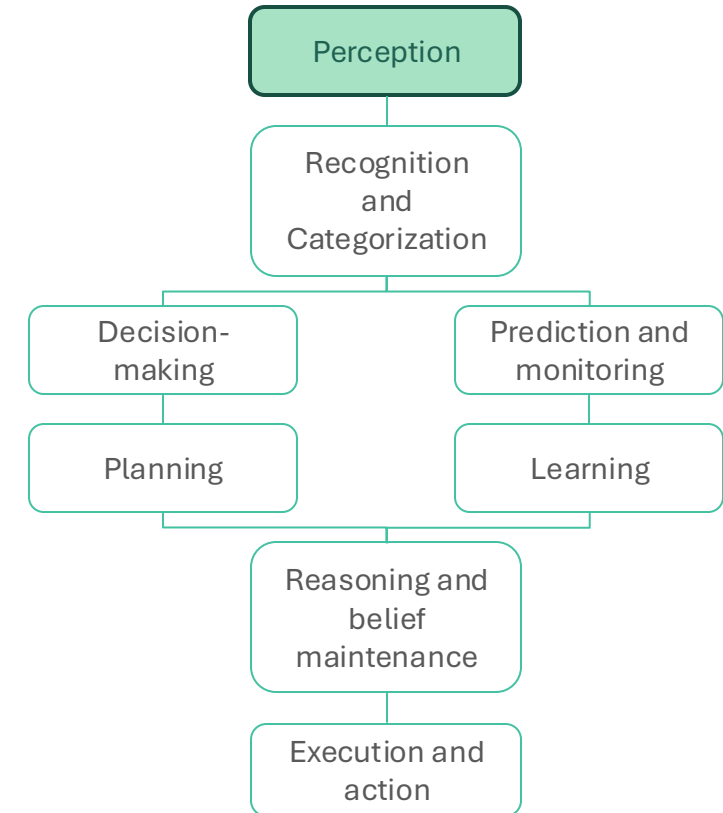 Perception
Recognition
and
Categorization
Decision-
making
Prediction and
monitoring
Planning
Learning
Reasoning and
belief
maintenance
Execution and
action